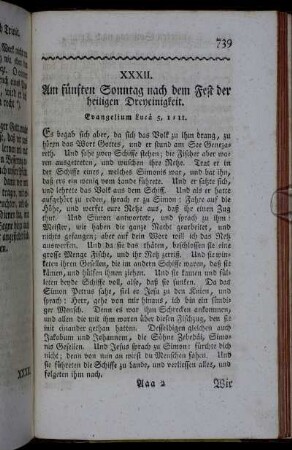 739
XXXII.
Am fünften Sonntag nach dem Fest der
heiligen Dreyeinigkeit.
Evangelium Lucä 5, 1=11.
Es begab sich aber, da sich das Volk zu ihm drang, zu
hören das Wort Gottes, und er stund am See Geneza-
reth. Und sahe zwey Schiffe stehen; die Fischer aber wa-
ren ausgetreten, und wuschen ihre Netze. Trat er in
der Schiffe eines, welches Simonis war, und bat ihn,
daß er es ein wenig vom Lande führte. Und er satzte sich,
und lehrete das Volk aus dem Schiff. Und als er hatte
aufgehört zu reden, sprach er zu Simon: Fahre auf die
Höhe, und werfet eure Netze aus, daß ihr einen Zug
thut. Und Simon antwortete, und sprach zu ihm:
Meister, wir haben die ganze Nacht gearbeitet, und
nichts gefangen; aber auf dein Wort will ich das Netz
auswerfen. Und da sie das thäten, beschlossen sie eine
grosse Menge Fische, und ihr Netz zerriß. Und sie wink-
ten ihren Gesellen, die im andern Schiffe waren, daß sie
kämen, und hülfen ihnen ziehen. Und sie kamen und fül-
leten beyde Schiffe voll, also, daß sie sunken. Da das
Simon Petrus sahe, fiel er Jesu zu den Knien, und
sprach: Herr, gehe von mir hinaus, ich bin ein sündi-
ger Mensch. Denn es war ihm Schrecken ankommen,
und allen die mit ihm waren über diesen Fischzug, den sie
mit einander gethan hatten. Desselbigen gleichen auch
Jakobum und Johannem, die Söhne Zebedäi, Simo-
nis Gesellen. Und Jesus sprach zu Simon: fürchte dich
nicht; denn von nun an wirst du Menschen fahen. Und
sie führeten die Schiffe zu Lande, und verliessen alles, und
folgeten ihm nach.
Aaa 2 Wir
XXXII.